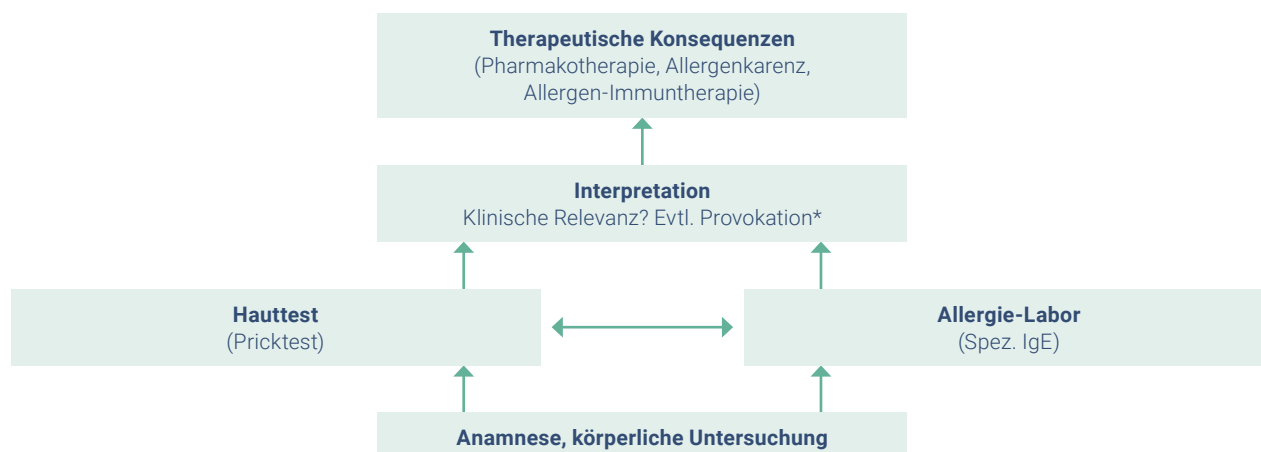 Therapeutische Konsequenzen
(Pharmakotherapie, Allergenkarenz,
Allergen-Immuntherapie)
Interpretation
Klinische Relevanz? Evtl. Provokation*
Hauttest
(Pricktest)
Allergie-Labor
(Spez. IgE)
Anamnese, körperliche Untersuchung